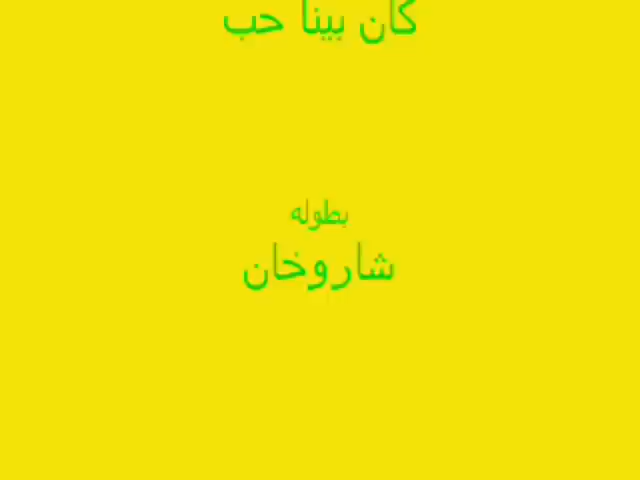 كان بينا حب
بطوله
شاروخان